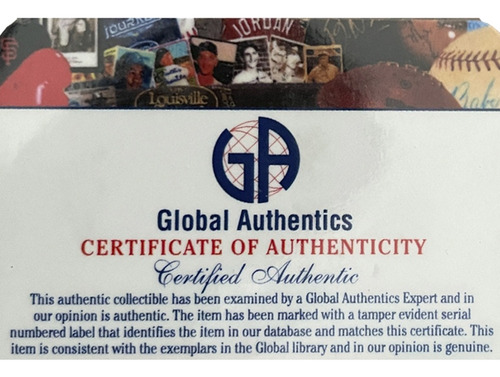 JOURNEY
JORDAN
Louisville
GA
Global Authentics
CERTIFICATE OF AUTHENTICITY
Certified Authentic
This authentic collectible has been examined by a Global Authentics Expert and in
our opinion is authentic. The item has been marked with a tamper evident serial
numbered label that identifies the item in our database and matches this certificate. This
item is consistent with the exemplars in the Global library and in our opinion is genuine.